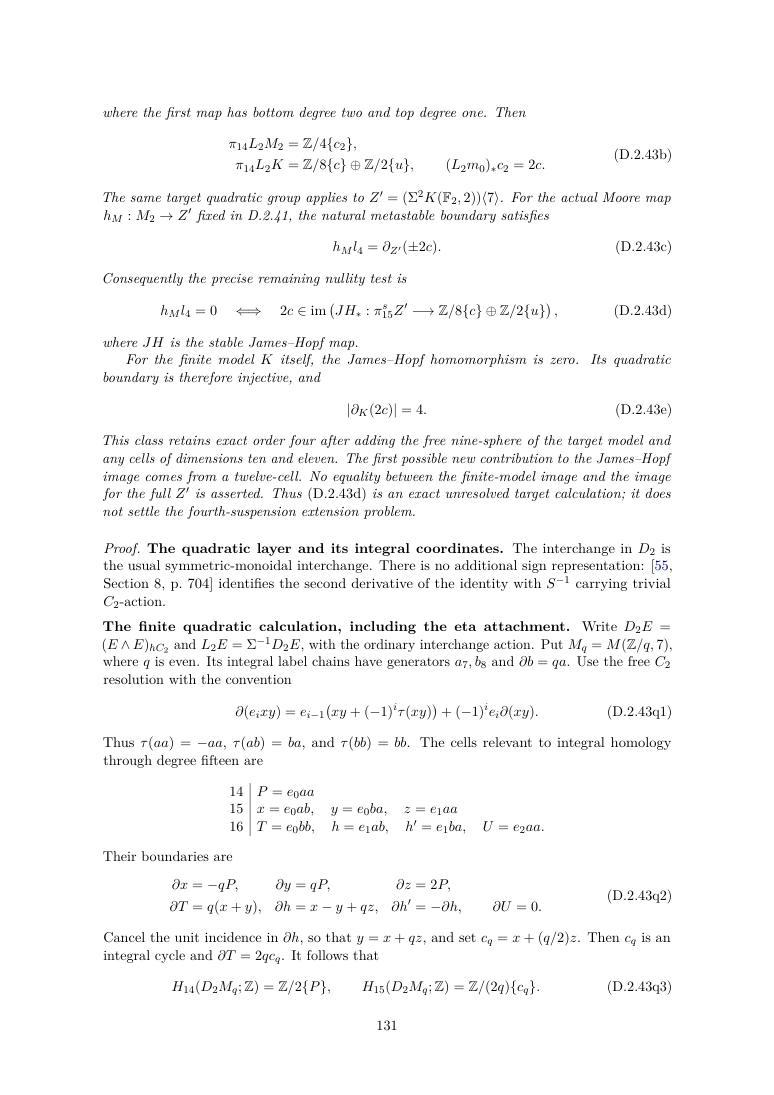 where the first map has bottom degree two and top degree one. Then
π₁₄L₂M₂ = ℤ/4{c₂},
π₁₄L₂K = ℤ/8{c} ⊕ ℤ/2{u}, (L₂m₀)∗c₂ = 2c. (D.2.43b)
The same target quadratic group applies to Z′ = (Σ²K(𝔽₂, 2))⟨7⟩. For the actual Moore map
h_M : M₂ → Z′ fixed in D.2.41, the natural metastable boundary satisfies
h_M l₄ = ∂_{Z′}(±2c). (D.2.43c)
Consequently the precise remaining nullity test is
h_M l₄ = 0 ⟺ 2c ∈ im (JH∗ : π₁₅ˢZ′ ⟶ ℤ/8{c} ⊕ ℤ/2{u}), (D.2.43d)
where JH is the stable James–Hopf map.
For the finite model K itself, the James–Hopf homomorphism is zero. Its quadratic
boundary is therefore injective, and
|∂_K(2c)| = 4. (D.2.43e)
This class retains exact order four after adding the free nine-sphere of the target model and
any cells of dimensions ten and eleven. The first possible new contribution to the James–Hopf
image comes from a twelve-cell. No equality between the finite-model image and the image
for the full Z′ is asserted. Thus (D.2.43d) is an exact unresolved target calculation; it does
not settle the fourth-suspension extension problem.
Proof. The quadratic layer and its integral coordinates. The interchange in D₂ is
the usual symmetric-monoidal interchange. There is no additional sign representation: [55,
Section 8, p. 704] identifies the second derivative of the identity with S⁻¹ carrying trivial
C₂-action.
The finite quadratic calculation, including the eta attachment. Write D₂E =
(E ∧ E)_{hC₂} and L₂E = Σ⁻¹D₂E, with the ordinary interchange action. Put M_q = M(ℤ/q, 7),
where q is even. Its integral label chains have generators a₇, b₈ and ∂b = qa. Use the free C₂
resolution with the convention
∂(eᵢxy) = eᵢ₋₁(xy + (−1)ⁱτ(xy)) + (−1)ⁱeᵢ∂(xy). (D.2.43q1)
Thus τ(aa) = −aa, τ(ab) = ba, and τ(bb) = bb. The cells relevant to integral homology
through degree fifteen are
14 | P = e₀aa
15 | x = e₀ab, y = e₀ba, z = e₁aa
16 | T = e₀bb, h = e₁ab, h′ = e₁ba, U = e₂aa.
Their boundaries are
∂x = −qP, ∂y = qP, ∂z = 2P,
∂T = q(x + y), ∂h = x − y + qz, ∂h′ = −∂h, ∂U = 0. (D.2.43q2)
Cancel the unit incidence in ∂h, so that y = x + qz, and set c_q = x + (q/2)z. Then c_q is an
integral cycle and ∂T = 2qc_q. It follows that
H₁₄(D₂M_q; ℤ) = ℤ/2{P}, H₁₅(D₂M_q; ℤ) = ℤ/(2q){c_q}. (D.2.43q3)
131